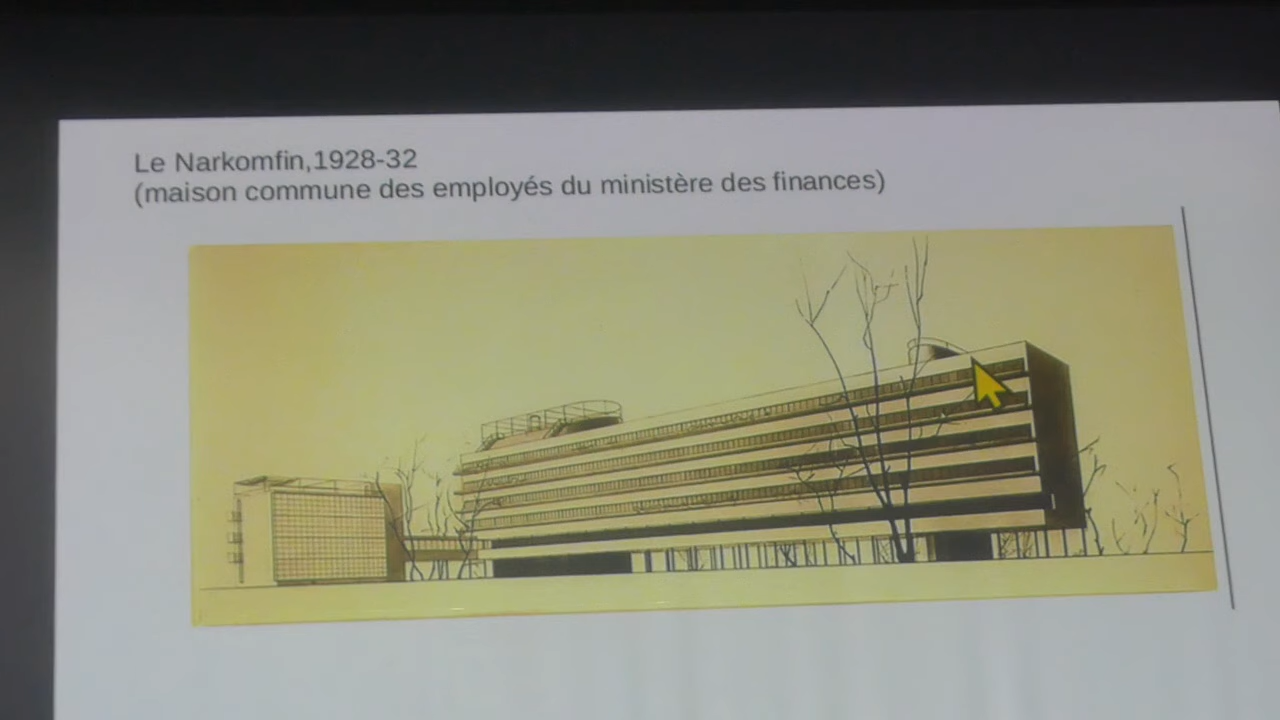 Le Narkomfin,1928-32
(maison commune des employés du ministère des finances)